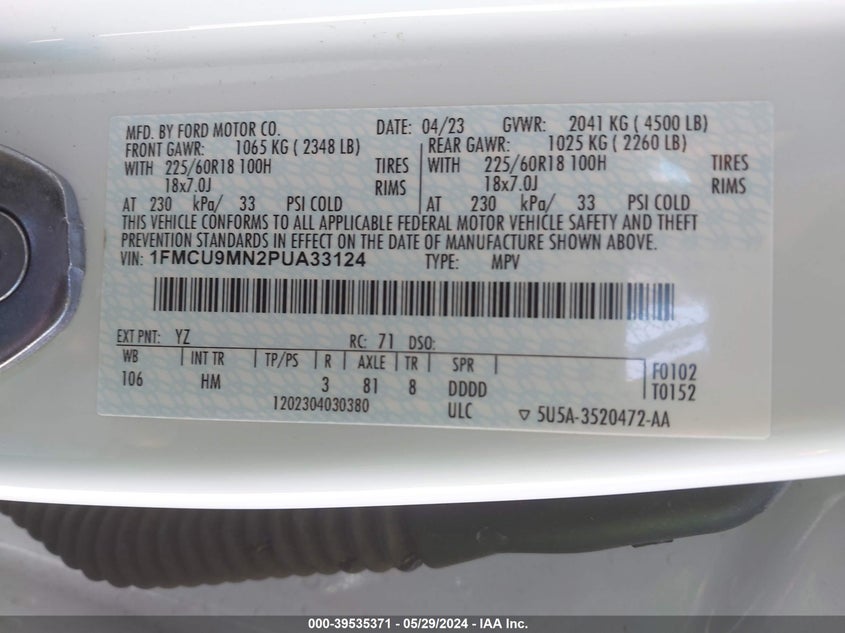 MFD. BY FORD MOTOR CO. DATE: 04/23 GVWR: 2041 KG ( 4500 LB)
FRONT GAWR: 1065 KG ( 2348 LB) REAR GAWR: 1025 KG ( 2260 LB)
WITH 225/60R18 100H TIRES WITH 225/60R18 100H TIRES
18x7.0J RIMS 18x7.0J RIMS
AT 230 kPa/ 33 PSI COLD AT 230 kPa/ 33 PSI COLD
THIS VEHICLE CONFORMS TO ALL APPLICABLE FEDERAL MOTOR VEHICLE SAFETY AND THEFT
PREVENTION STANDARDS IN EFFECT ON THE DATE OF MANUFACTURE SHOWN ABOVE.
VIN: 1FMCU9MN2PUA33124 TYPE: MPV
EXT PNT: YZ RC: 71 DSO:
WB INT TR TP/PS R AXLE TR SPR F0102
106 HM 3 81 8 DDDD T0152
1202304030380 ULC ▽ 5U5A-3520472-AA
000-39535371 - 05/29/2024 - IAA Inc.